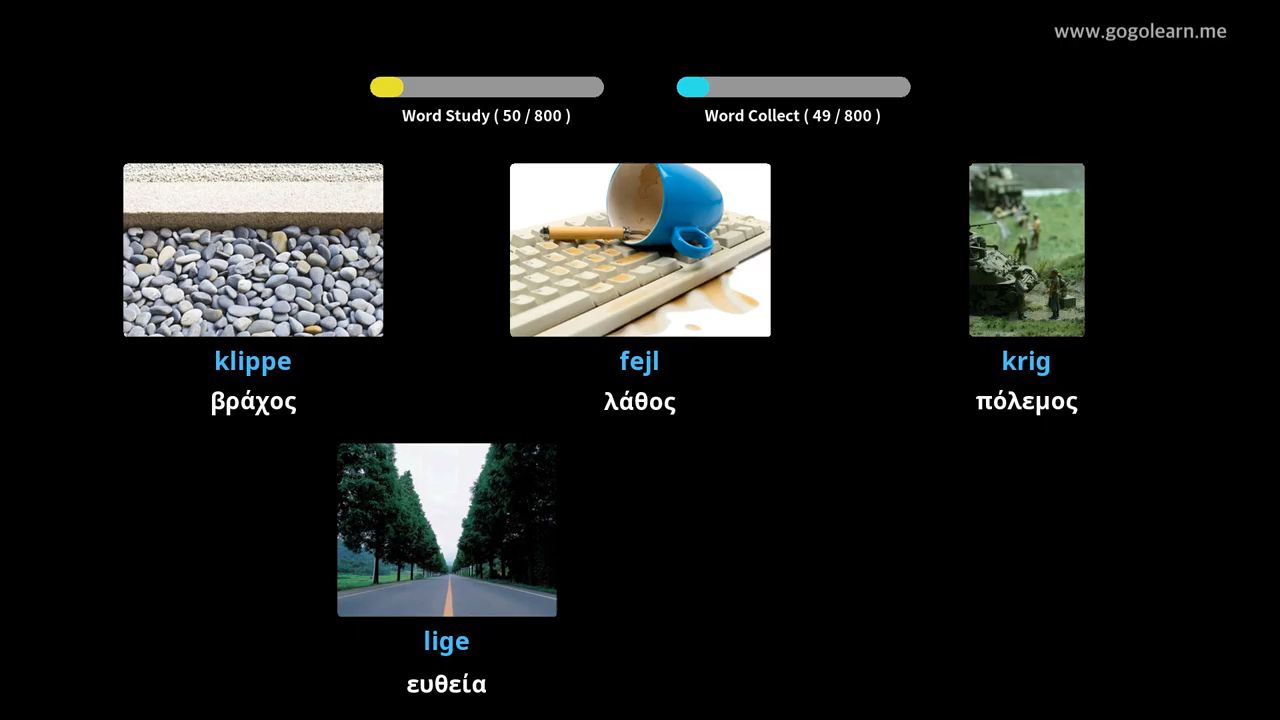 www.gogolearn.me
Word Study ( 50 / 800 )
Word Collect ( 49 / 800 )
klippe
βράχος
fejl
λάθος
krig
πόλεμος
lige
ευθεία